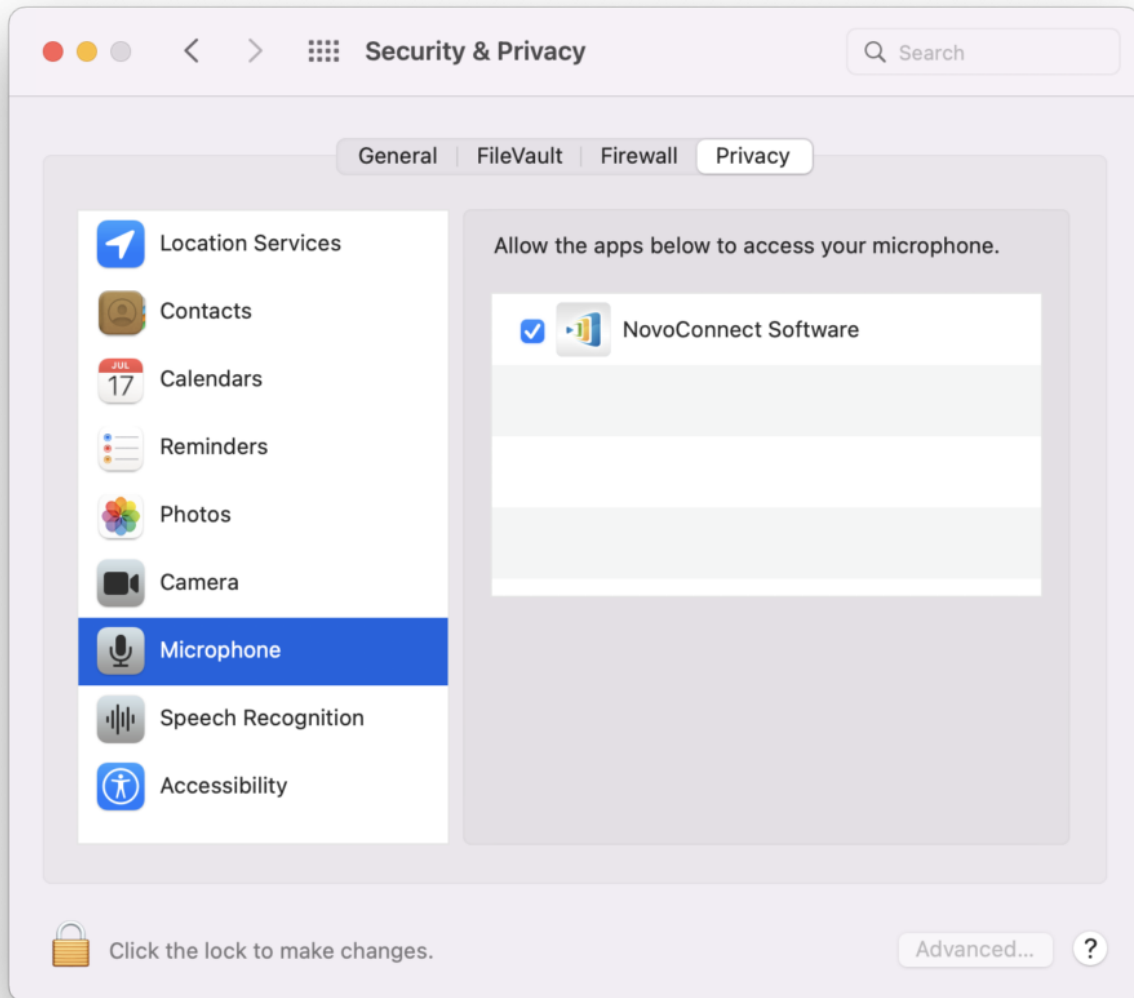 Security & Privacy
Search
General
FileVault
Firewall
Privacy
Location Services
Contacts
JUL
17
Calendars
Reminders
Photos
Camera
Microphone
Speech Recognition
Accessibility
Allow the apps below to access your microphone.
NovoConnect Software
Click the lock to make changes.
Advanced...
?